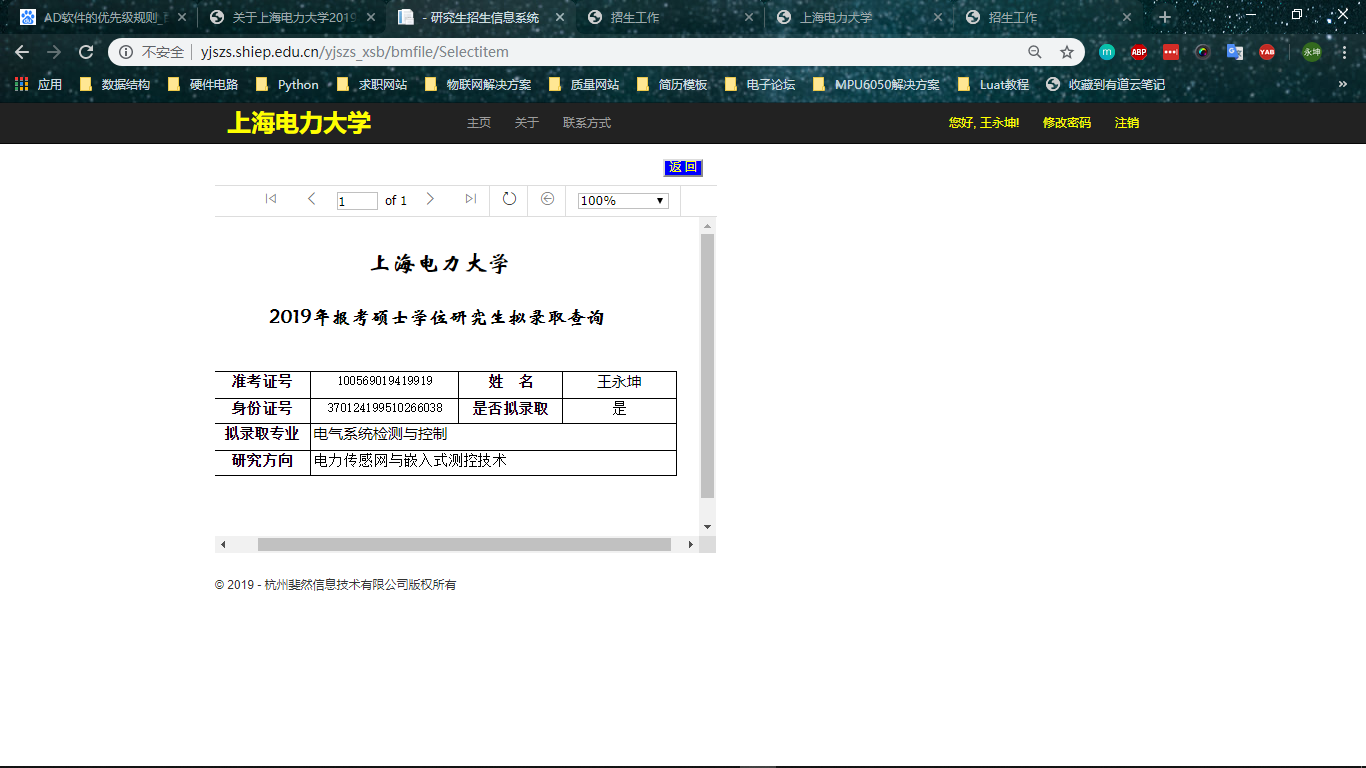 AD软件的优先级规则_
关于上海电力大学2019
- 研究生招生信息系统
招生工作
上海电力大学
招生工作
不安全
yjszs.shiep.edu.cn/yjszs_xsb/bmfile/Selectitem
m
ABP
YAB
永坤
应用
数据结构
硬件电路
Python
求职网站
物联网解决方案
质量网站
简历模板
电子论坛
MPU6050解决方案
Luat教程
收藏到有道云笔记
»
上海电力大学
主页
关于
联系方式
您好, 王永坤!
修改密码
注销
返 回
1 of 1
100%
上海电力大学
2019年报考硕士学位研究生拟录取查询
准考证号 100569019419919 姓 名 王永坤
身份证号 370124199510266038 是否拟录取 是
拟录取专业 电气系统检测与控制
研究方向 电力传感网与嵌入式测控技术
© 2019 - 杭州斐然信息技术有限公司版权所有